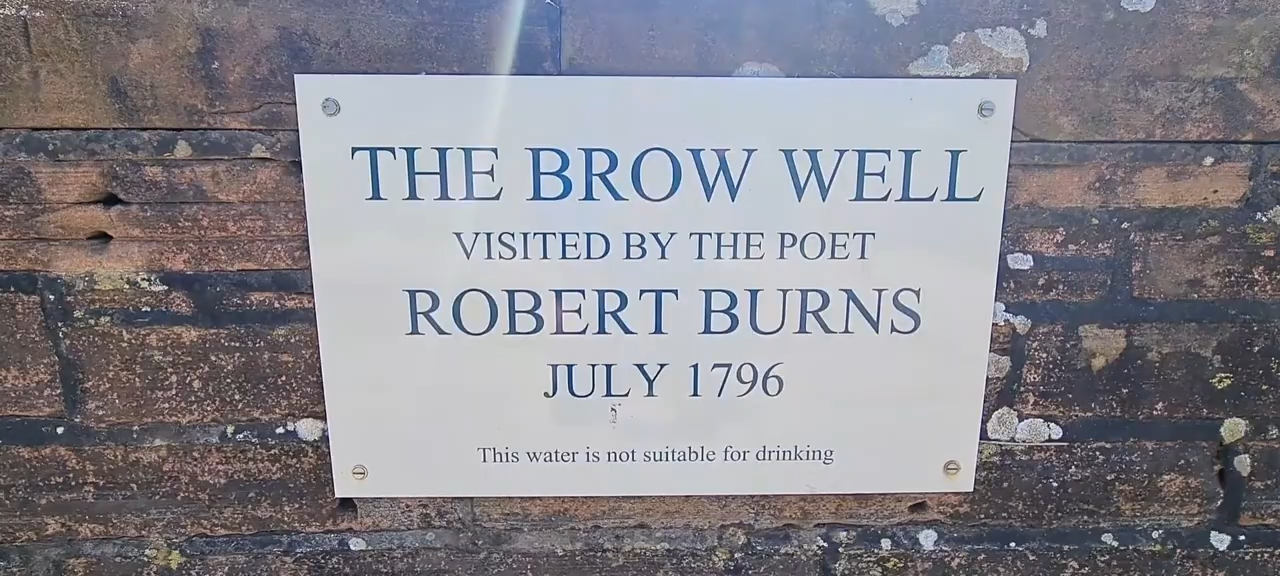 THE BROW WELL
VISITED BY THE POET
ROBERT BURNS
JULY 1796
This water is not suitable for drinking